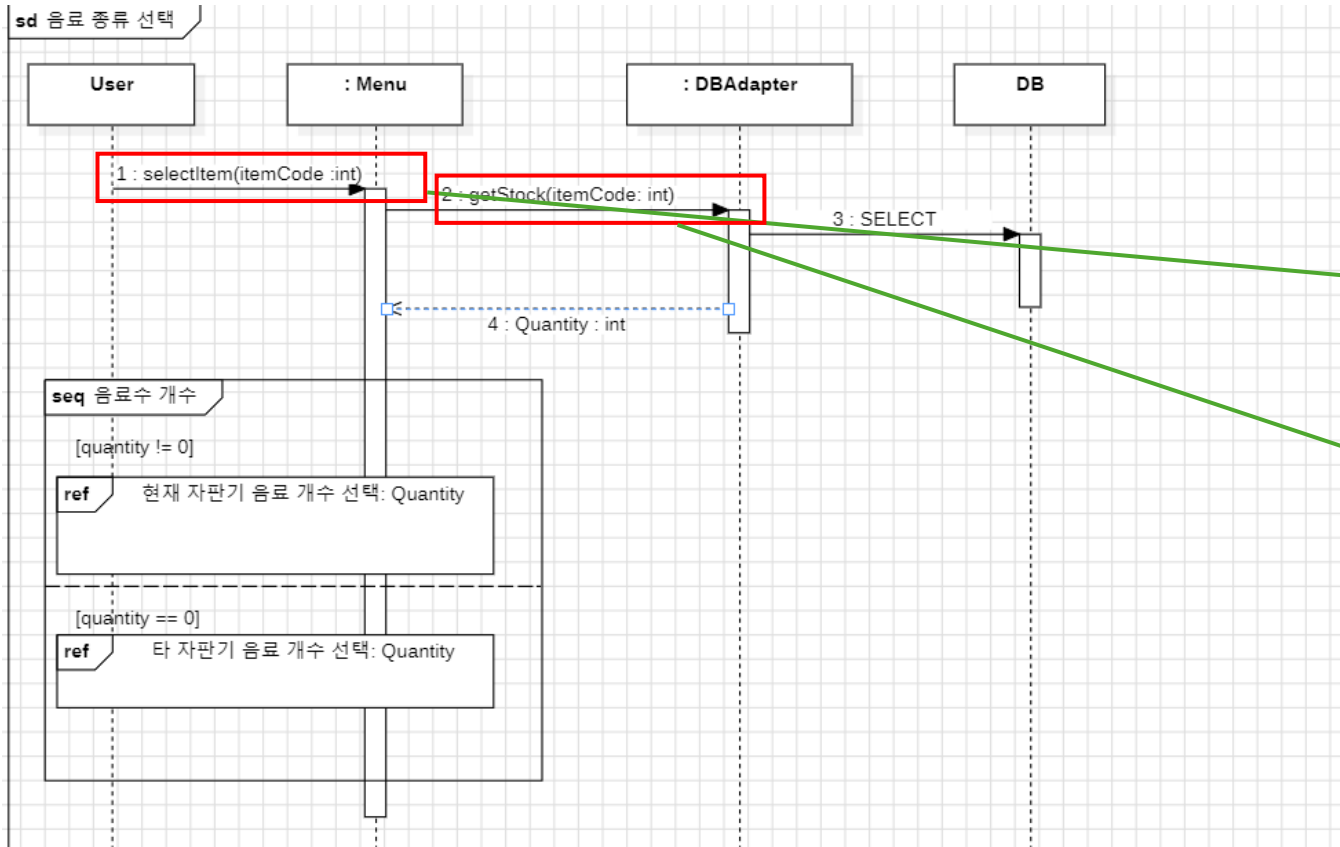 sd 음료 종류 선택
User
: Menu
: DBAdapter
DB
1 : selectItem(itemCode :int)
2 : getStock(itemCode: int)
3 : SELECT
4 : Quantity : int
seq 음료수 개수
[quantity != 0]
ref 현재 자판기 음료 개수 선택: Quantity
[quantity == 0]
ref 타 자판기 음료 개수 선택: Quantity